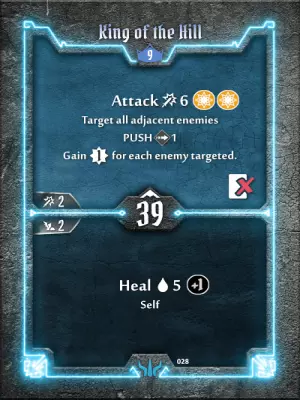 King of the Hill
9
Attack 6
Target all adjacent enemies
PUSH 1
Gain 1 for each enemy targeted.
2
39
2
Heal 5 +1
Self
028